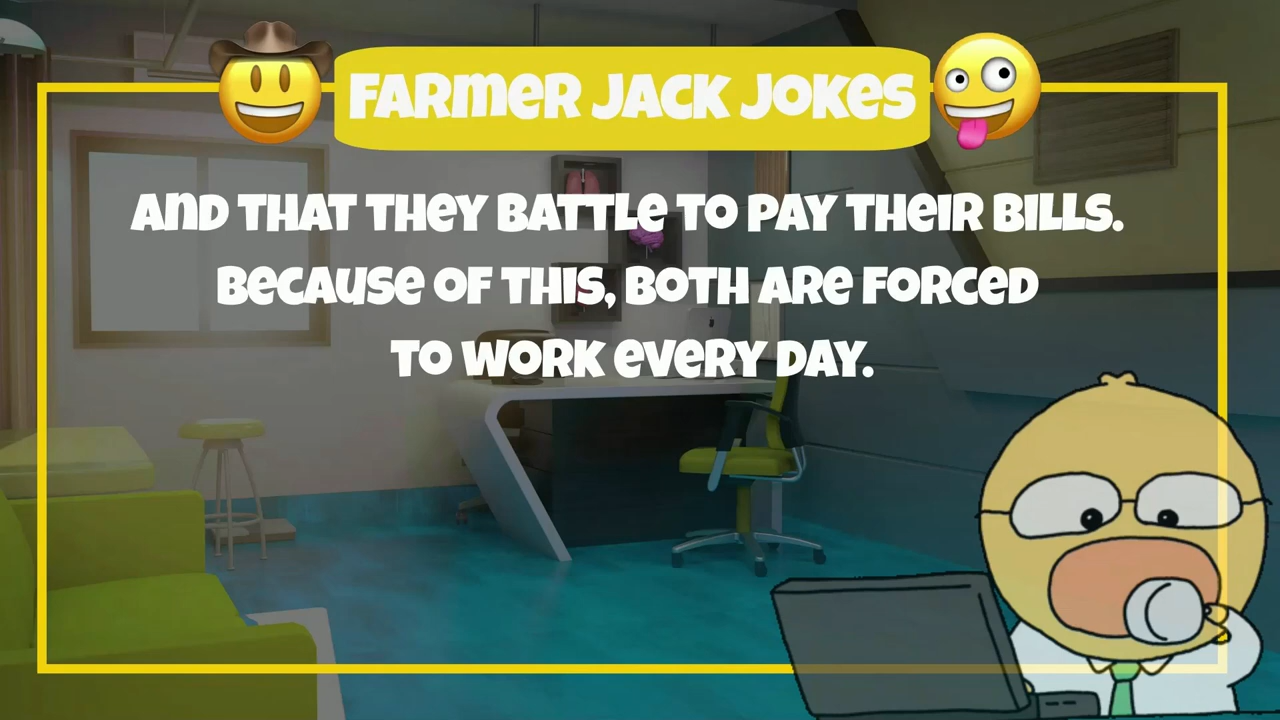 FARMER JACK JOKES
AND THAT THEY BATTLE TO PAY THEIR BILLS.
BECAUSE OF THIS, BOTH ARE FORCED
TO WORK EVERY DAY.